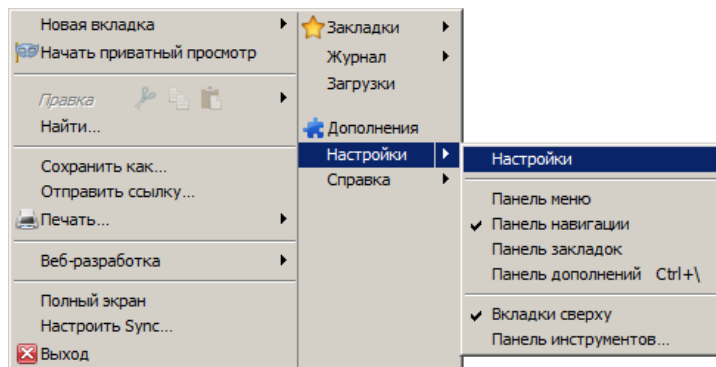 Новая вкладка
Начать приватный просмотр
Правка
Найти...
Сохранить как...
Отправить ссылку...
Печать...
Веб-разработка
Полный экран
Настроить Sync...
Выход
Закладки
Журнал
Загрузки
Дополнения
Настройки
Справка
Настройки
Панель меню
Панель навигации
Панель закладок
Панель дополнений Ctrl+\
Вкладки сверху
Панель инструментов...